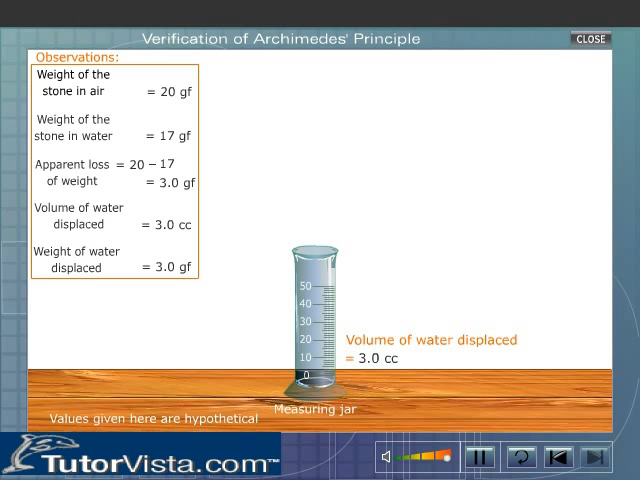 Verification of Archimedes' Principle
CLOSE
Observations:
Weight of the
stone in air = 20 gf
Weight of the
stone in water = 17 gf
Apparent loss = 20 – 17
of weight = 3.0 gf
Volume of water
displaced = 3.0 cc
Weight of water
displaced = 3.0 gf
50
40
30
20
10
0
Volume of water displaced
= 3.0 cc
Measuring jar
Values given here are hypothetical
TutorVista.com™